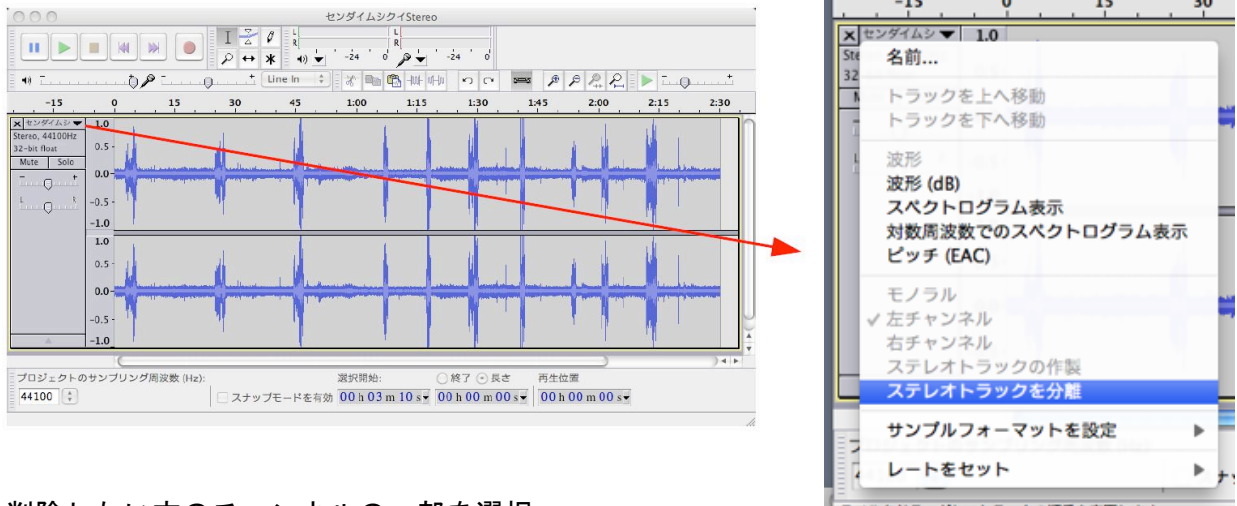 センダイムシクイStereo
L
R
L
R
-24
0
-24
0
Line In
-15
0
15
30
45
1:00
1:15
1:30
1:45
2:00
2:15
2:30
センダイムシ
Stereo, 44100Hz
32-bit float
Mute
Solo
-
+
L
R
1.0
0.5-
0.0-
-0.5-
-1.0
1.0
0.5-
0.0-
-0.5-
-1.0
プロジェクトのサンプリング周波数 (Hz):
44100
スナップモードを有効
選択開始:
終了
長さ
再生位置
00 h 03 m 10 s
00 h 00 m 00 s
00 h 00 m 00 s
-15
0
15
30
センダイムシ
1.0
Ste
32
名前...
トラックを上へ移動
トラックを下へ移動
波形
波形 (dB)
スペクトログラム表示
対数周波数でのスペクトログラム表示
ピッチ (EAC)
モノラル
✓左チャンネル
右チャンネル
ステレオトラックの作製
ステレオトラックを分離
サンプルフォーマットを設定
レートをセット